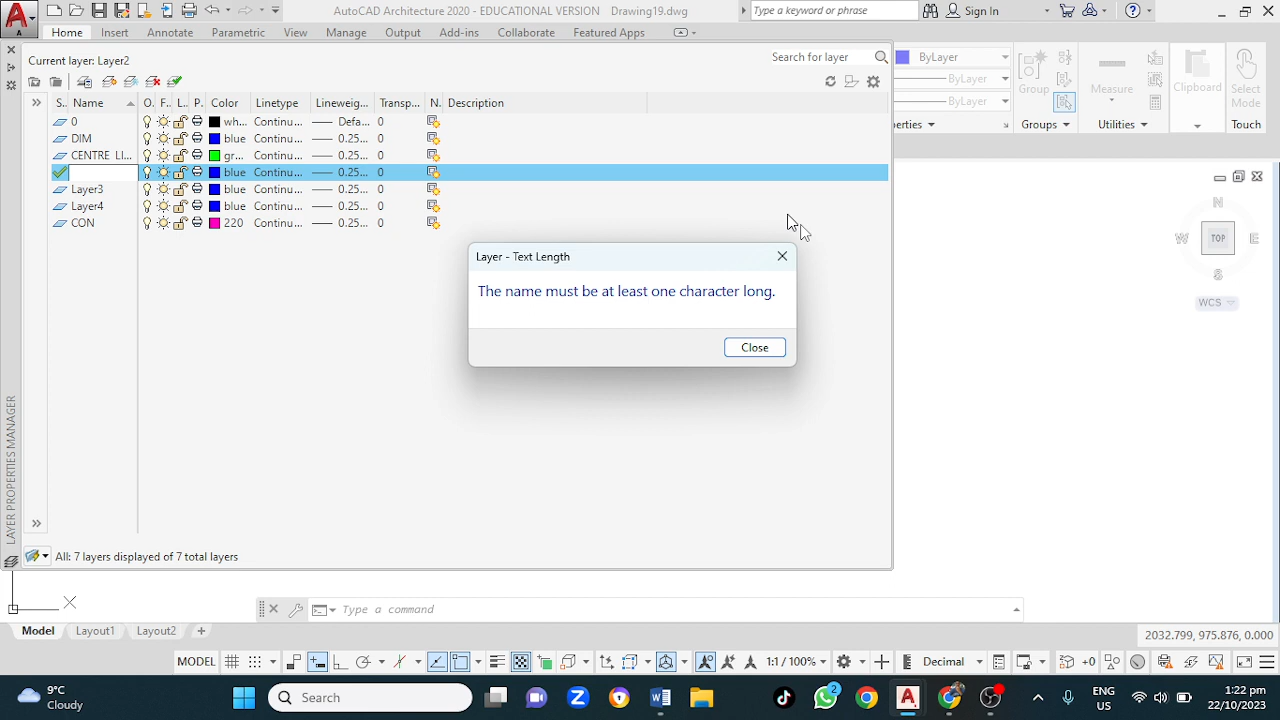 AutoCAD Architecture 2020 - EDUCATIONAL VERSION Drawing19.dwg
Type a keyword or phrase
Sign In
A
Home Insert Annotate Parametric View Manage Output Add-ins Collaborate Featured Apps
Current layer: Layer2
Search for layer
ByLayer
ByLayer
ByLayer
Group
Measure
Clipboard
Select
Mode
erties Groups Utilities Touch
S.. Name O. F.. L.. P. Color Linetype Lineweig... Transp... N. Description
0 wh... Continu... Defa... 0
DIM blue Continu... 0.25... 0
CENTRE LI... gr... Continu... 0.25... 0
blue Continu... 0.25... 0
Layer3 blue Continu... 0.25... 0
Layer4 blue Continu... 0.25... 0
CON 220 Continu... 0.25... 0
Layer - Text Length
The name must be at least one character long.
Close
N
W TOP E
S
WCS
LAYER PROPERTIES MANAGER
All: 7 layers displayed of 7 total layers
Type a command
Model Layout1 Layout2 +
2032.799, 975.876, 0.000
MODEL 1:1 / 100% Decimal +0
9°C
Cloudy
Search
2
ENG
US
1:22 pm
22/10/2023